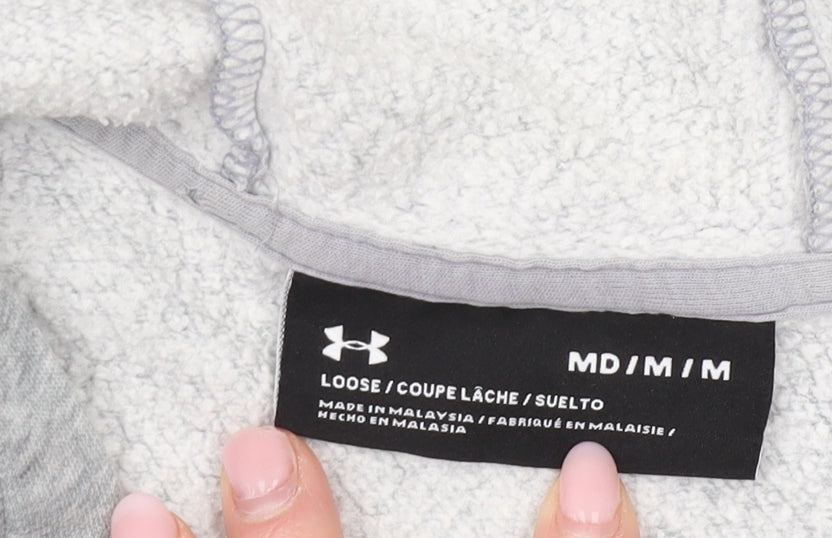 MD / M / M
LOOSE / COUPE LÂCHE / SUELTO
MADE IN MALAYSIA / FABRIQUÉ EN MALAISIE /
HECHO EN MALASIA